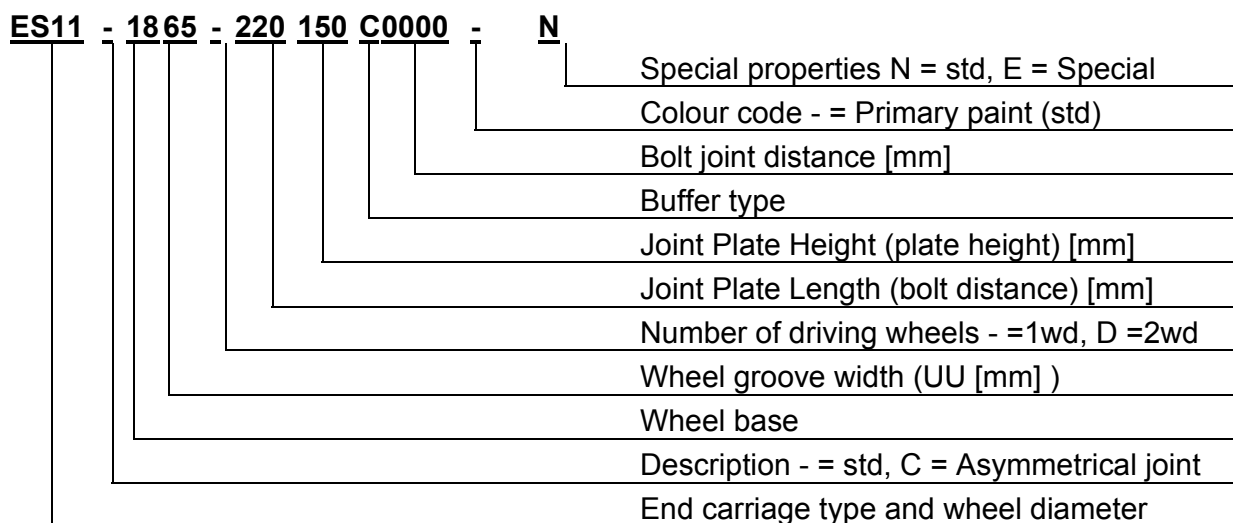 ES11 - 1865 - 220 150 C0000 - N
Special properties N = std, E = Special
Colour code - = Primary paint (std)
Bolt joint distance [mm]
Buffer type
Joint Plate Height (plate height) [mm]
Joint Plate Length (bolt distance) [mm]
Number of driving wheels - =1wd, D =2wd
Wheel groove width (UU [mm] )
Wheel base
Description - = std, C = Asymmetrical joint
End carriage type and wheel diameter